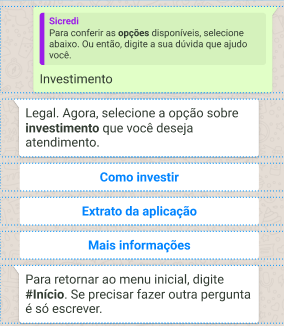 Sicredi
Para conferir as opções disponíveis, selecione
abaixo. Ou então, digite a sua dúvida que ajudo
você.
Investimento
Legal. Agora, selecione a opção sobre
investimento que você deseja
atendimento.
Como investir
Extrato da aplicação
Mais informações
Para retornar ao menu inicial, digite
#Início. Se precisar fazer outra pergunta
é só escrever.